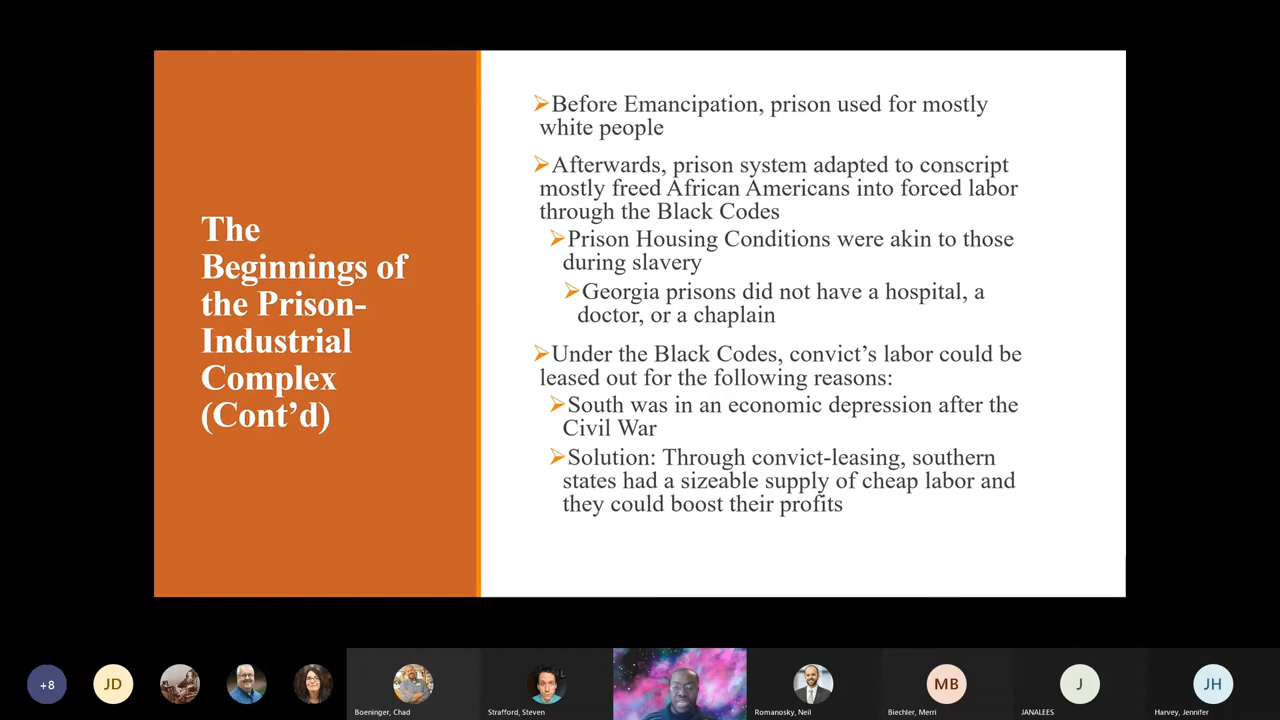 The
Beginnings of
the Prison-
Industrial
Complex
(Cont'd)
Before Emancipation, prison used for mostly
white people
Afterwards, prison system adapted to conscript
mostly freed African Americans into forced labor
through the Black Codes
Prison Housing Conditions were akin to those
during slavery
Georgia prisons did not have a hospital, a
doctor, or a chaplain
Under the Black Codes, convict's labor could be
leased out for the following reasons:
South was in an economic depression after the
Civil War
Solution: Through convict-leasing, southern
states had a sizeable supply of cheap labor and
they could boost their profits
+8
JD
MB
J
JH
Boeninger, Chad
Strafford, Steven
Romanosky, Neil
Biechler, Merri
JANALEES
Harvey, Jennifer